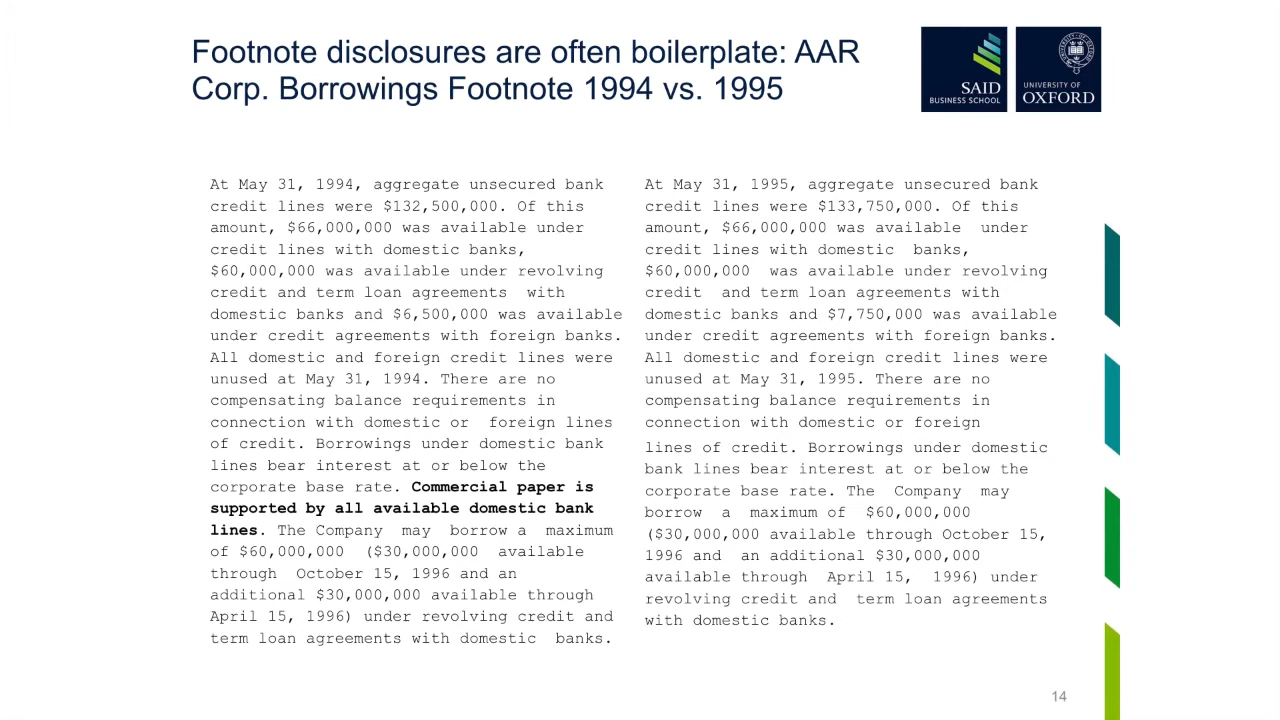 Footnote disclosures are often boilerplate: AAR
Corp. Borrowings Footnote 1994 vs. 1995
SAID
BUSINESS SCHOOL
UNIVERSITY OF
OXFORD
At May 31, 1994, aggregate unsecured bank
credit lines were $132,500,000. Of this
amount, $66,000,000 was available under
credit lines with domestic banks,
$60,000,000 was available under revolving
credit and term loan agreements with
domestic banks and $6,500,000 was available
under credit agreements with foreign banks.
All domestic and foreign credit lines were
unused at May 31, 1994. There are no
compensating balance requirements in
connection with domestic or foreign lines
of credit. Borrowings under domestic bank
lines bear interest at or below the
corporate base rate. Commercial paper is
supported by all available domestic bank
lines. The Company may borrow a maximum
of $60,000,000 ($30,000,000 available
through October 15, 1996 and an
additional $30,000,000 available through
April 15, 1996) under revolving credit and
term loan agreements with domestic banks.
At May 31, 1995, aggregate unsecured bank
credit lines were $133,750,000. Of this
amount, $66,000,000 was available under
credit lines with domestic banks,
$60,000,000 was available under revolving
credit and term loan agreements with
domestic banks and $7,750,000 was available
under credit agreements with foreign banks.
All domestic and foreign credit lines were
unused at May 31, 1995. There are no
compensating balance requirements in
connection with domestic or foreign
lines of credit. Borrowings under domestic
bank lines bear interest at or below the
corporate base rate. The Company may
borrow a maximum of $60,000,000
($30,000,000 available through October 15,
1996 and an additional $30,000,000
available through April 15, 1996) under
revolving credit and term loan agreements
with domestic banks.
14